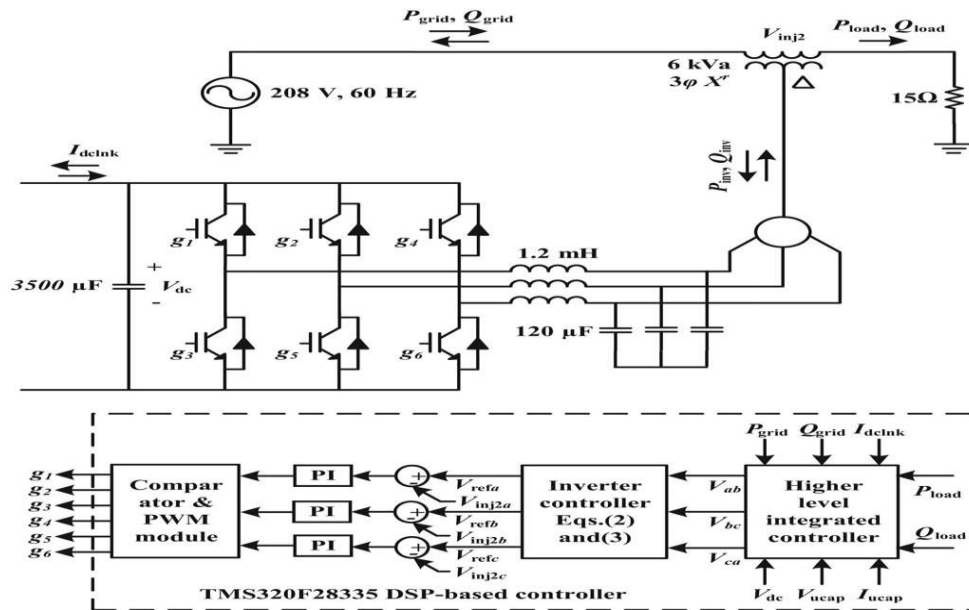 P_grid, Q_grid
V_inj2
P_load, Q_load
6 kVa
3φ X^r
Δ
208 V, 60 Hz
15Ω
I_dclnk
P_inv, Q_inv
g1
g2
g4
1.2 mH
3500 µF
+
V_dc
-
120 µF
g3
g5
g6
P_grid Q_grid I_dclnk
g1
g2
g3
g4
g5
g6
Compar
ator &
PWM
module
PI
PI
PI
+
-
+
-
+
-
V_refa
V_inj2a
V_refb
V_inj2b
V_refc
V_inj2c
Inverter
controller
Eqs.(2)
and(3)
V_ab
V_bc
V_ca
Higher
level
integrated
controller
P_load
Q_load
V_dc V_ucap I_ucap
TMS320F28335 DSP-based controller